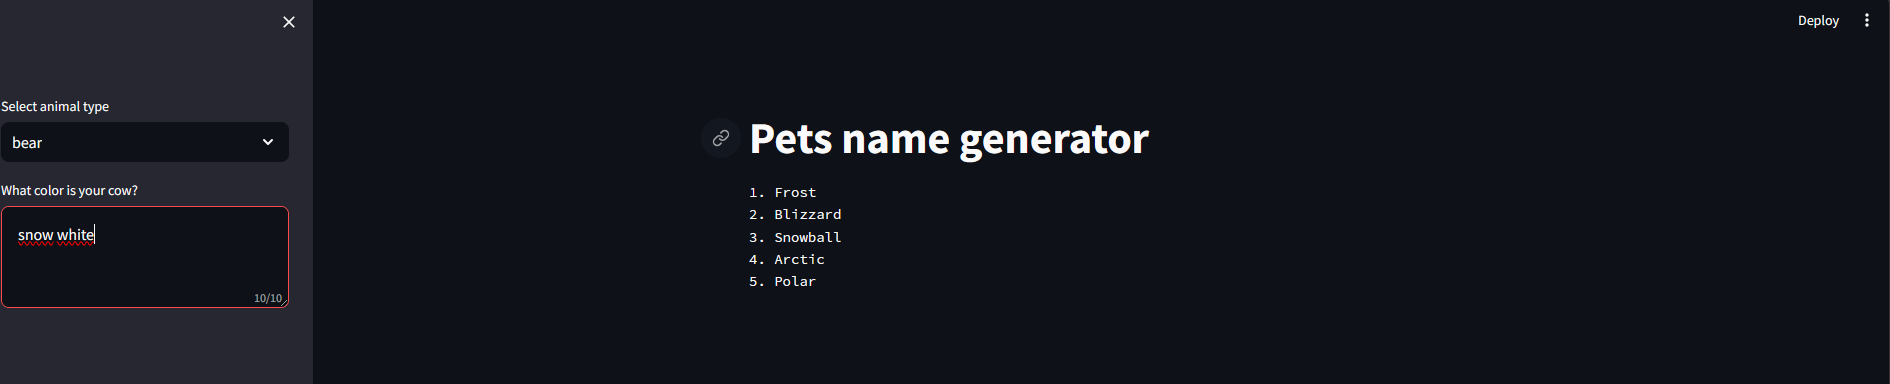 Deploy
Select animal type
bear
What color is your cow?
snow white
10/10
Pets name generator
1. Frost
2. Blizzard
3. Snowball
4. Arctic
5. Polar